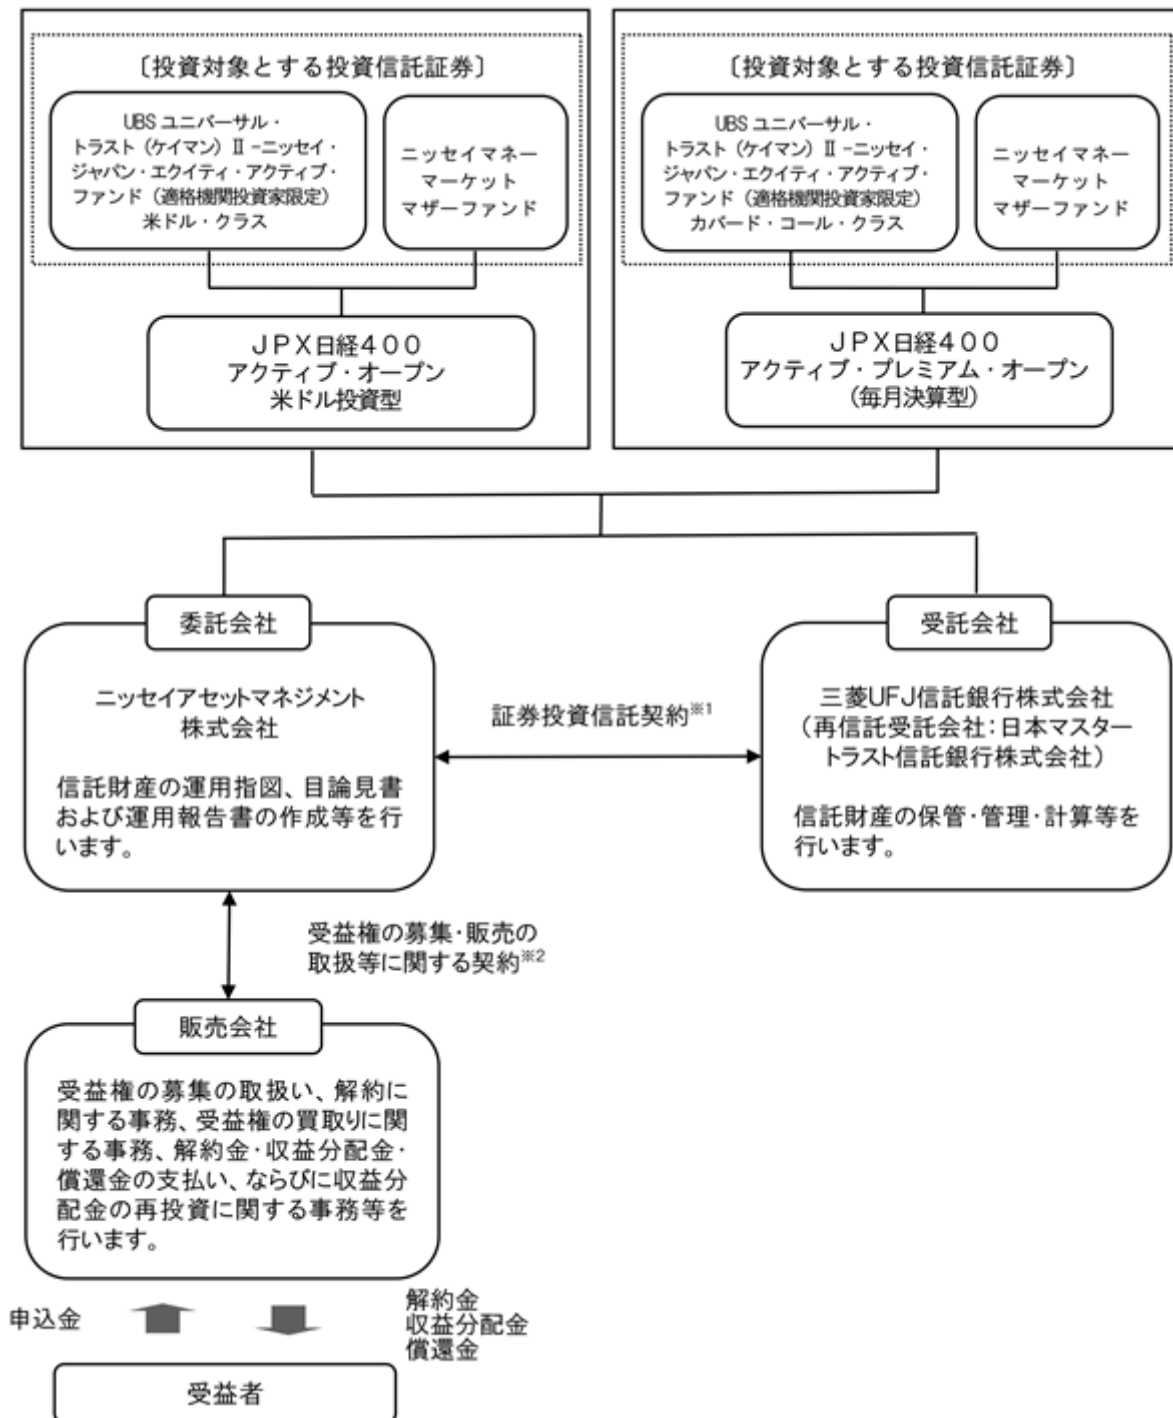 〔投資対象とする投資信託証券〕
UBS ユニバーサル・
トラスト（ケイマン）Ⅱ－ニッセイ・
ジャパン・エクイティ・アクティブ・
ファンド（適格機関投資家限定）
米ドル・クラス
ニッセイマネー
マーケット
マザーファンド
JPX日経400
アクティブ・オープン
米ドル投資型
〔投資対象とする投資信託証券〕
UBS ユニバーサル・
トラスト（ケイマン）Ⅱ－ニッセイ・
ジャパン・エクイティ・アクティブ・
ファンド（適格機関投資家限定）
カバード・コール・クラス
ニッセイマネー
マーケット
マザーファンド
JPX日経400
アクティブ・プレミアム・オープン
（毎月決算型）
委託会社
ニッセイアセットマネジメント
株式会社
信託財産の運用指図、目論見書
および運用報告書の作成等を行
います。
証券投資信託契約※1
受託会社
三菱UFJ信託銀行株式会社
（再信託受託会社：日本マスター
トラスト信託銀行株式会社）
信託財産の保管・管理・計算等を
行います。
受益権の募集・販売の
取扱等に関する契約※2
販売会社
受益権の募集の取扱い、解約に
関する事務、受益権の買取りに関
する事務、解約金・収益分配金・
償還金の支払い、ならびに収益分
配金の再投資に関する事務等を
行います。
申込金
解約金
収益分配金
償還金
受益者